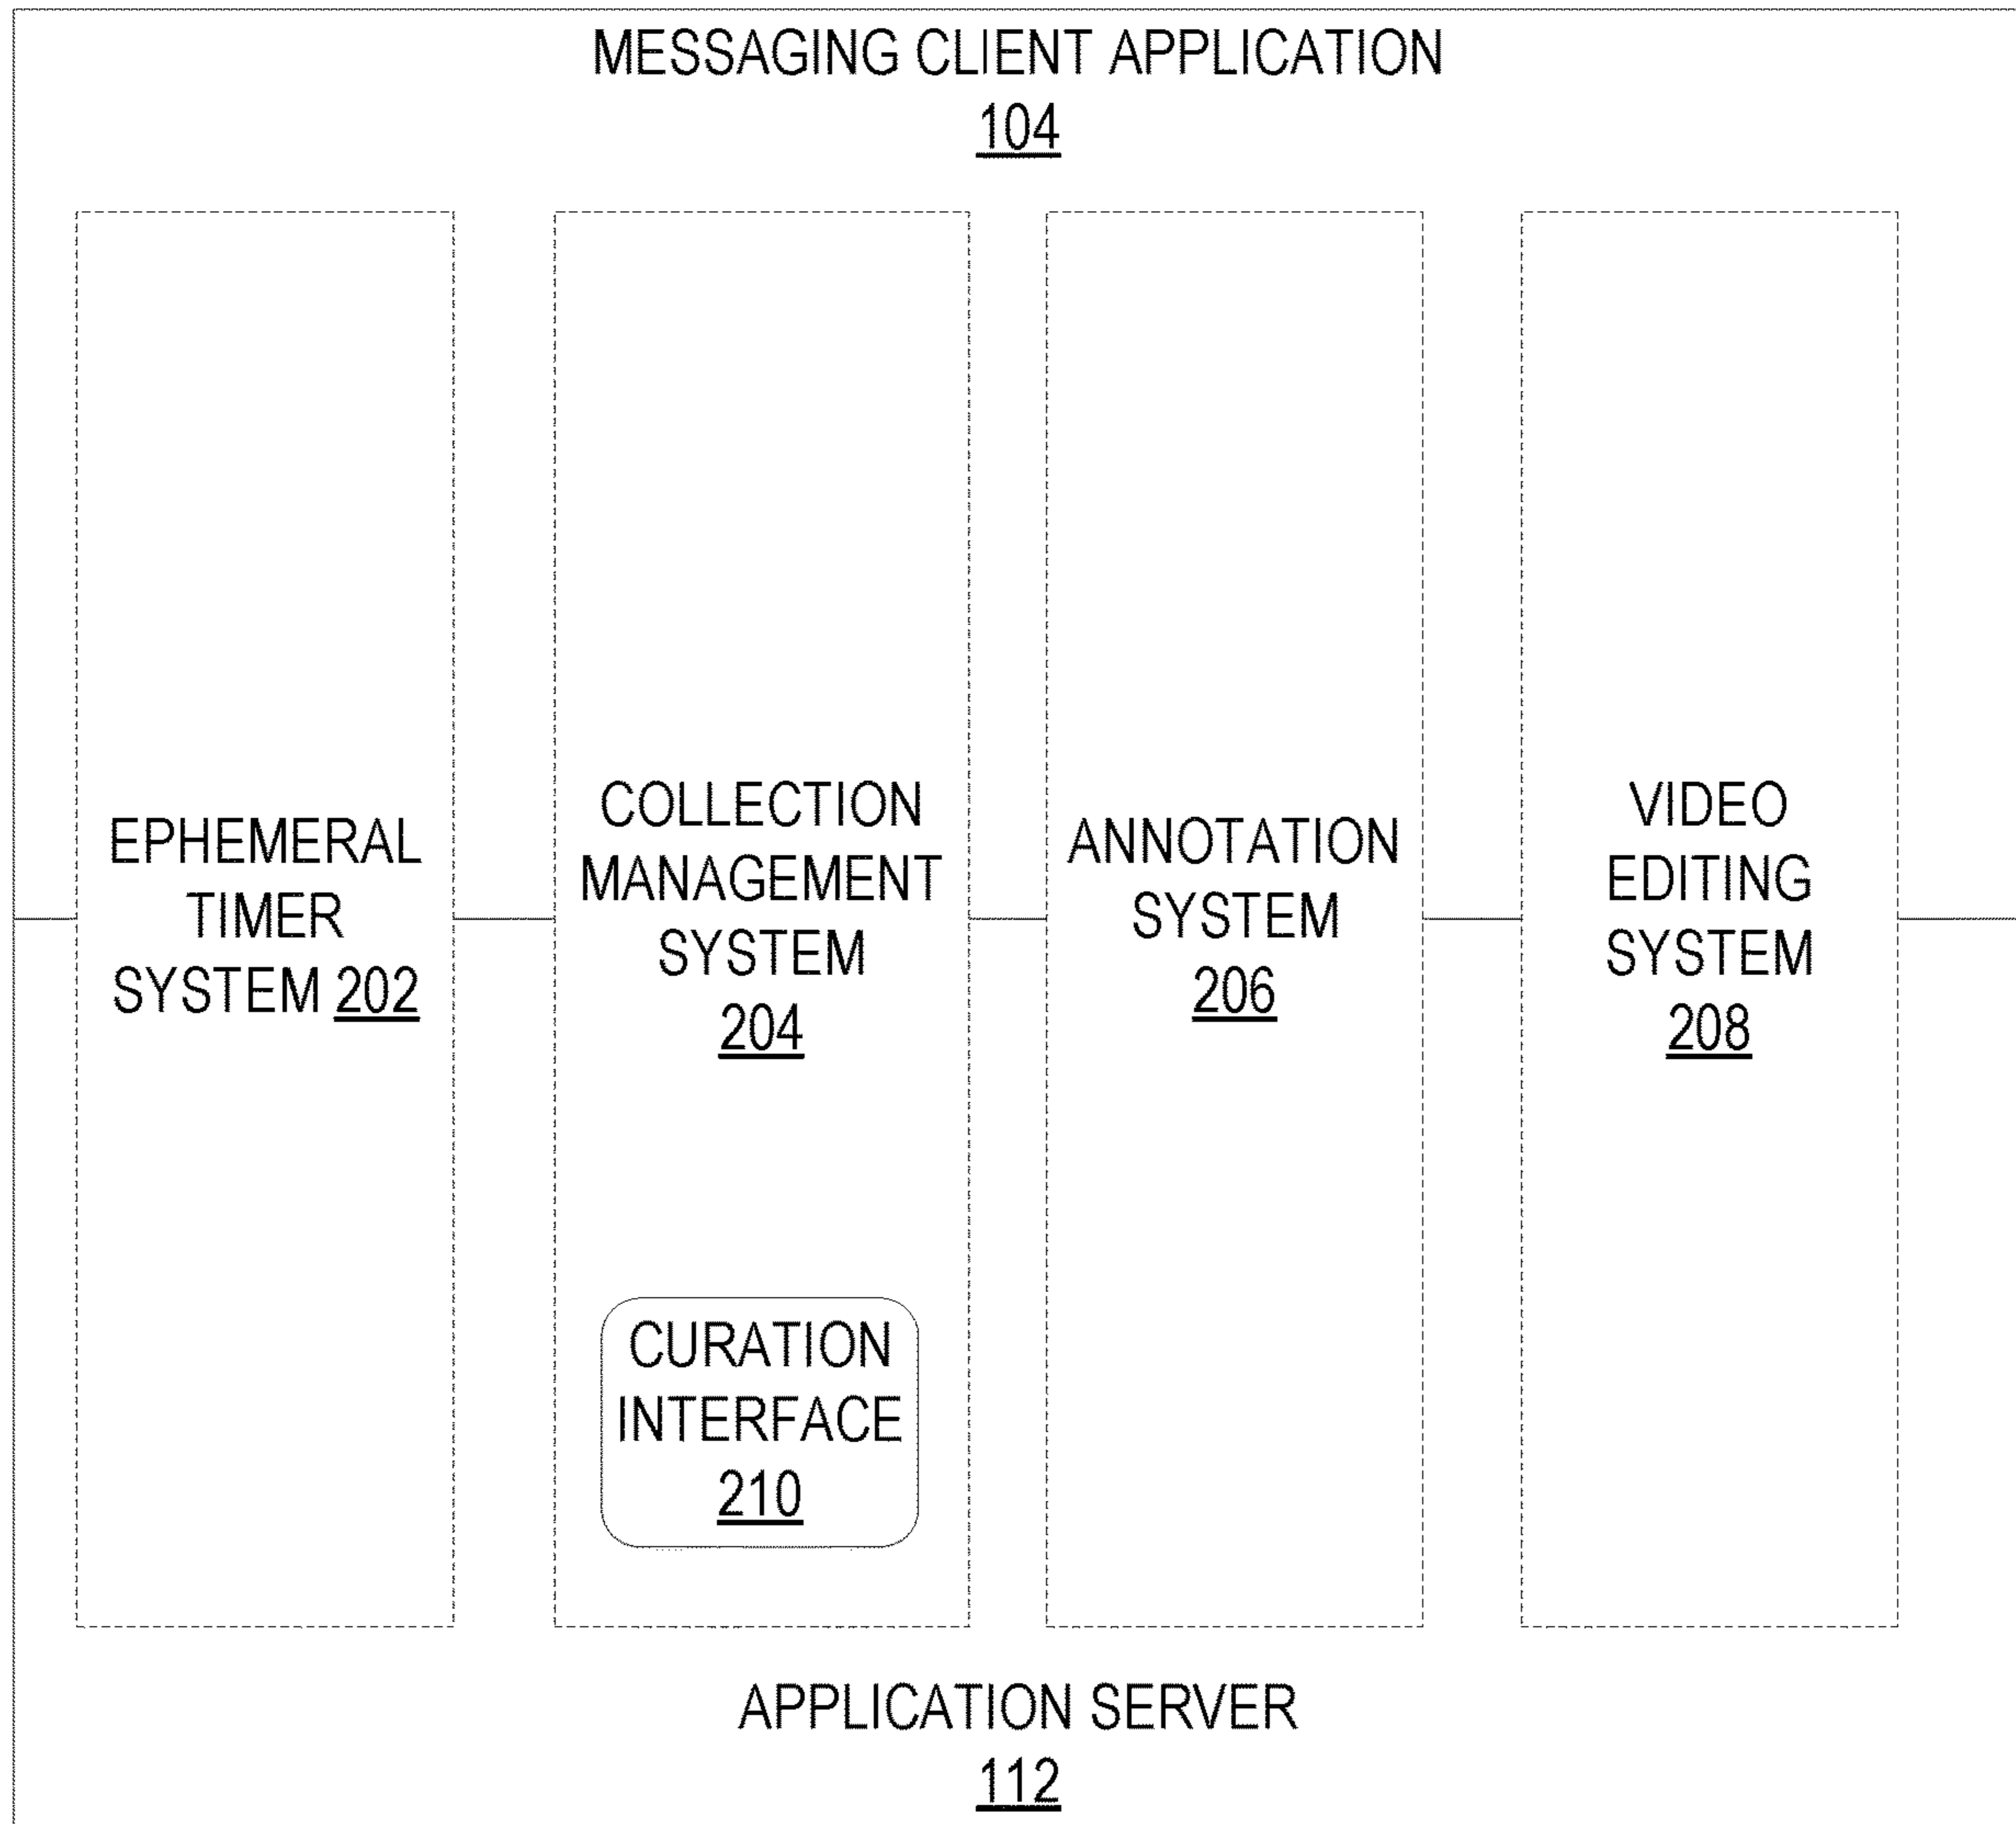 MESSAGING CLIENT APPLICATION
104
EPHEMERAL
TIMER
SYSTEM 202
COLLECTION
MANAGEMENT
SYSTEM
204
CURATION
INTERFACE
210
ANNOTATION
SYSTEM
206
VIDEO
EDITING
SYSTEM
208
APPLICATION SERVER
112